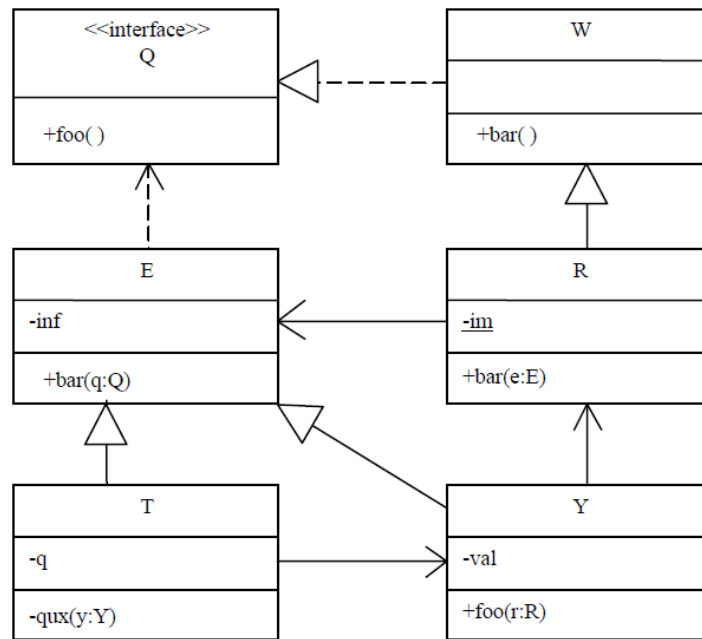 <<interface>>
Q
+foo( )
W
+bar( )
E
-inf
+bar(q:Q)
R
-im
+bar(e:E)
T
-q
-qux(y:Y)
Y
-val
+foo(r:R)